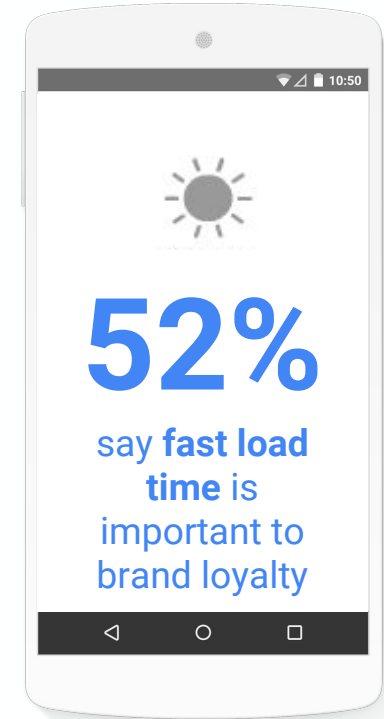 10:50
52%
say fast load
time is
important to
brand loyalty